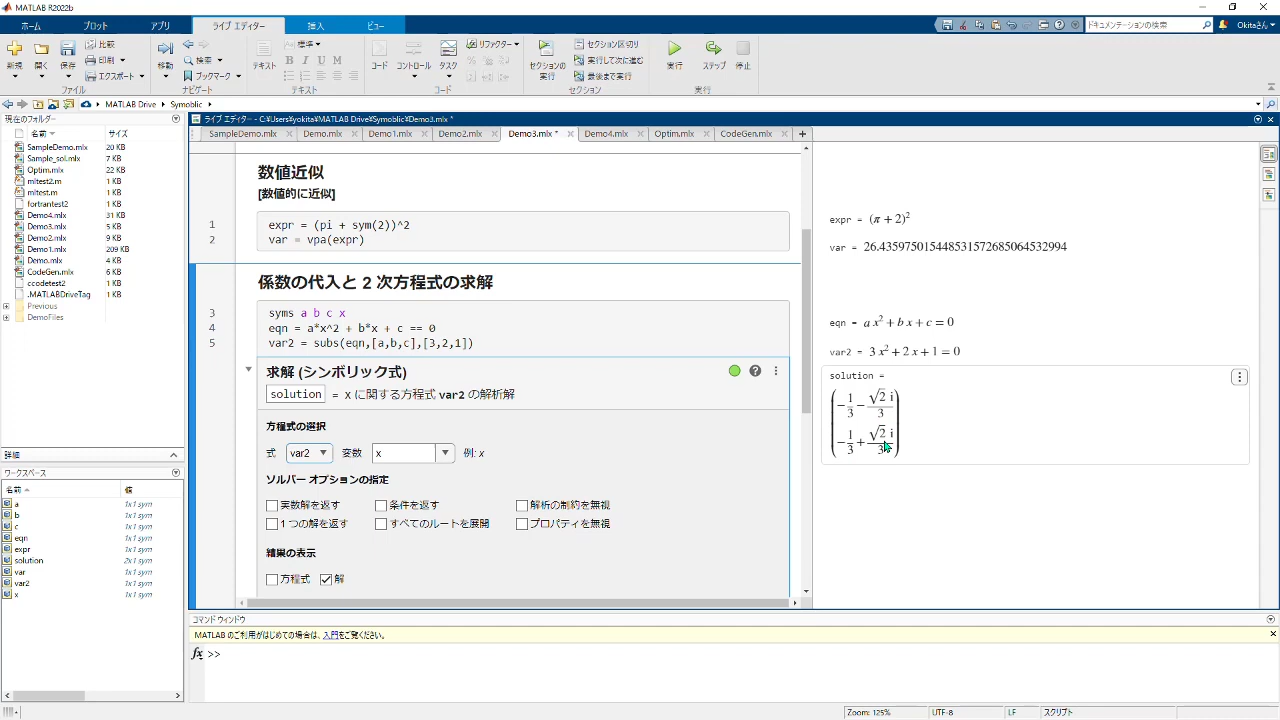 MATLAB R2022b
ホーム プロット アプリ ライブ エディター 挿入 ビュー ドキュメンテーションの検索 Okitaさん
新規 開く 保存 比較 印刷 エクスポート 移動 検索 ブックマーク テキスト 標準 B I U M コード コントロール タスク リファクター セクションの実行 セクション区切り 実行して次に進む 最後まで実行 実行 ステップ 停止
ファイル ナビゲート テキスト コード セクション 実行
MATLAB Drive Symoblic
現在のフォルダー
名前 サイズ
SampleDemo.mlx 20 KB
Sample_sol.mlx 7 KB
Optim.mlx 22 KB
mltest2.m 1 KB
mltest.m 1 KB
fortrantest2 1 KB
Demo4.mlx 31 KB
Demo3.mlx 5 KB
Demo2.mlx 9 KB
Demo1.mlx 209 KB
Demo.mlx 4 KB
CodeGen.mlx 6 KB
ccodetest2 1 KB
.MATLABDriveTag 1 KB
Previous
DemoFiles
詳細
ワークスペース
名前 値
a 1x1 sym
b 1x1 sym
c 1x1 sym
eqn 1x1 sym
expr 1x1 sym
solution 2x1 sym
var 1x1 sym
var2 1x1 sym
x 1x1 sym
ライブ エディター - C:¥Users¥yokita¥MATLAB Drive¥Symoblic¥Demo3.mlx *
SampleDemo.mlx Demo.mlx Demo1.mlx Demo2.mlx Demo3.mlx * Demo4.mlx Optim.mlx CodeGen.mlx
数値近似
[数値的に近似]
1 expr = (pi + sym(2))^2
2 var = vpa(expr)
係数の代入と 2 次方程式の求解
3 syms a b c x
4 eqn = a*x^2 + b*x + c == 0
5 var2 = subs(eqn,[a,b,c],[3,2,1])
求解 (シンボリック式)
solution = x に関する方程式 var2 の解析解
方程式の選択
式 var2 変数 x 例: x
ソルバー オプションの指定
実数解を返す 条件を返す 解析の制約を無視
1 つの解を返す すべてのルートを展開 プロパティを無視
結果の表示
方程式 解
expr = (π + 2)²
var = 26.435975015448531572685064532994
eqn = a x² + b x + c = 0
var2 = 3 x² + 2 x + 1 = 0
solution =
−1/3 − √2 i/3
−1/3 + √2 i/3
コマンド ウィンドウ
MATLAB のご利用がはじめての場合は、入門をご覧ください。
fx >>
Zoom: 125% UTF-8 LF スクリプト